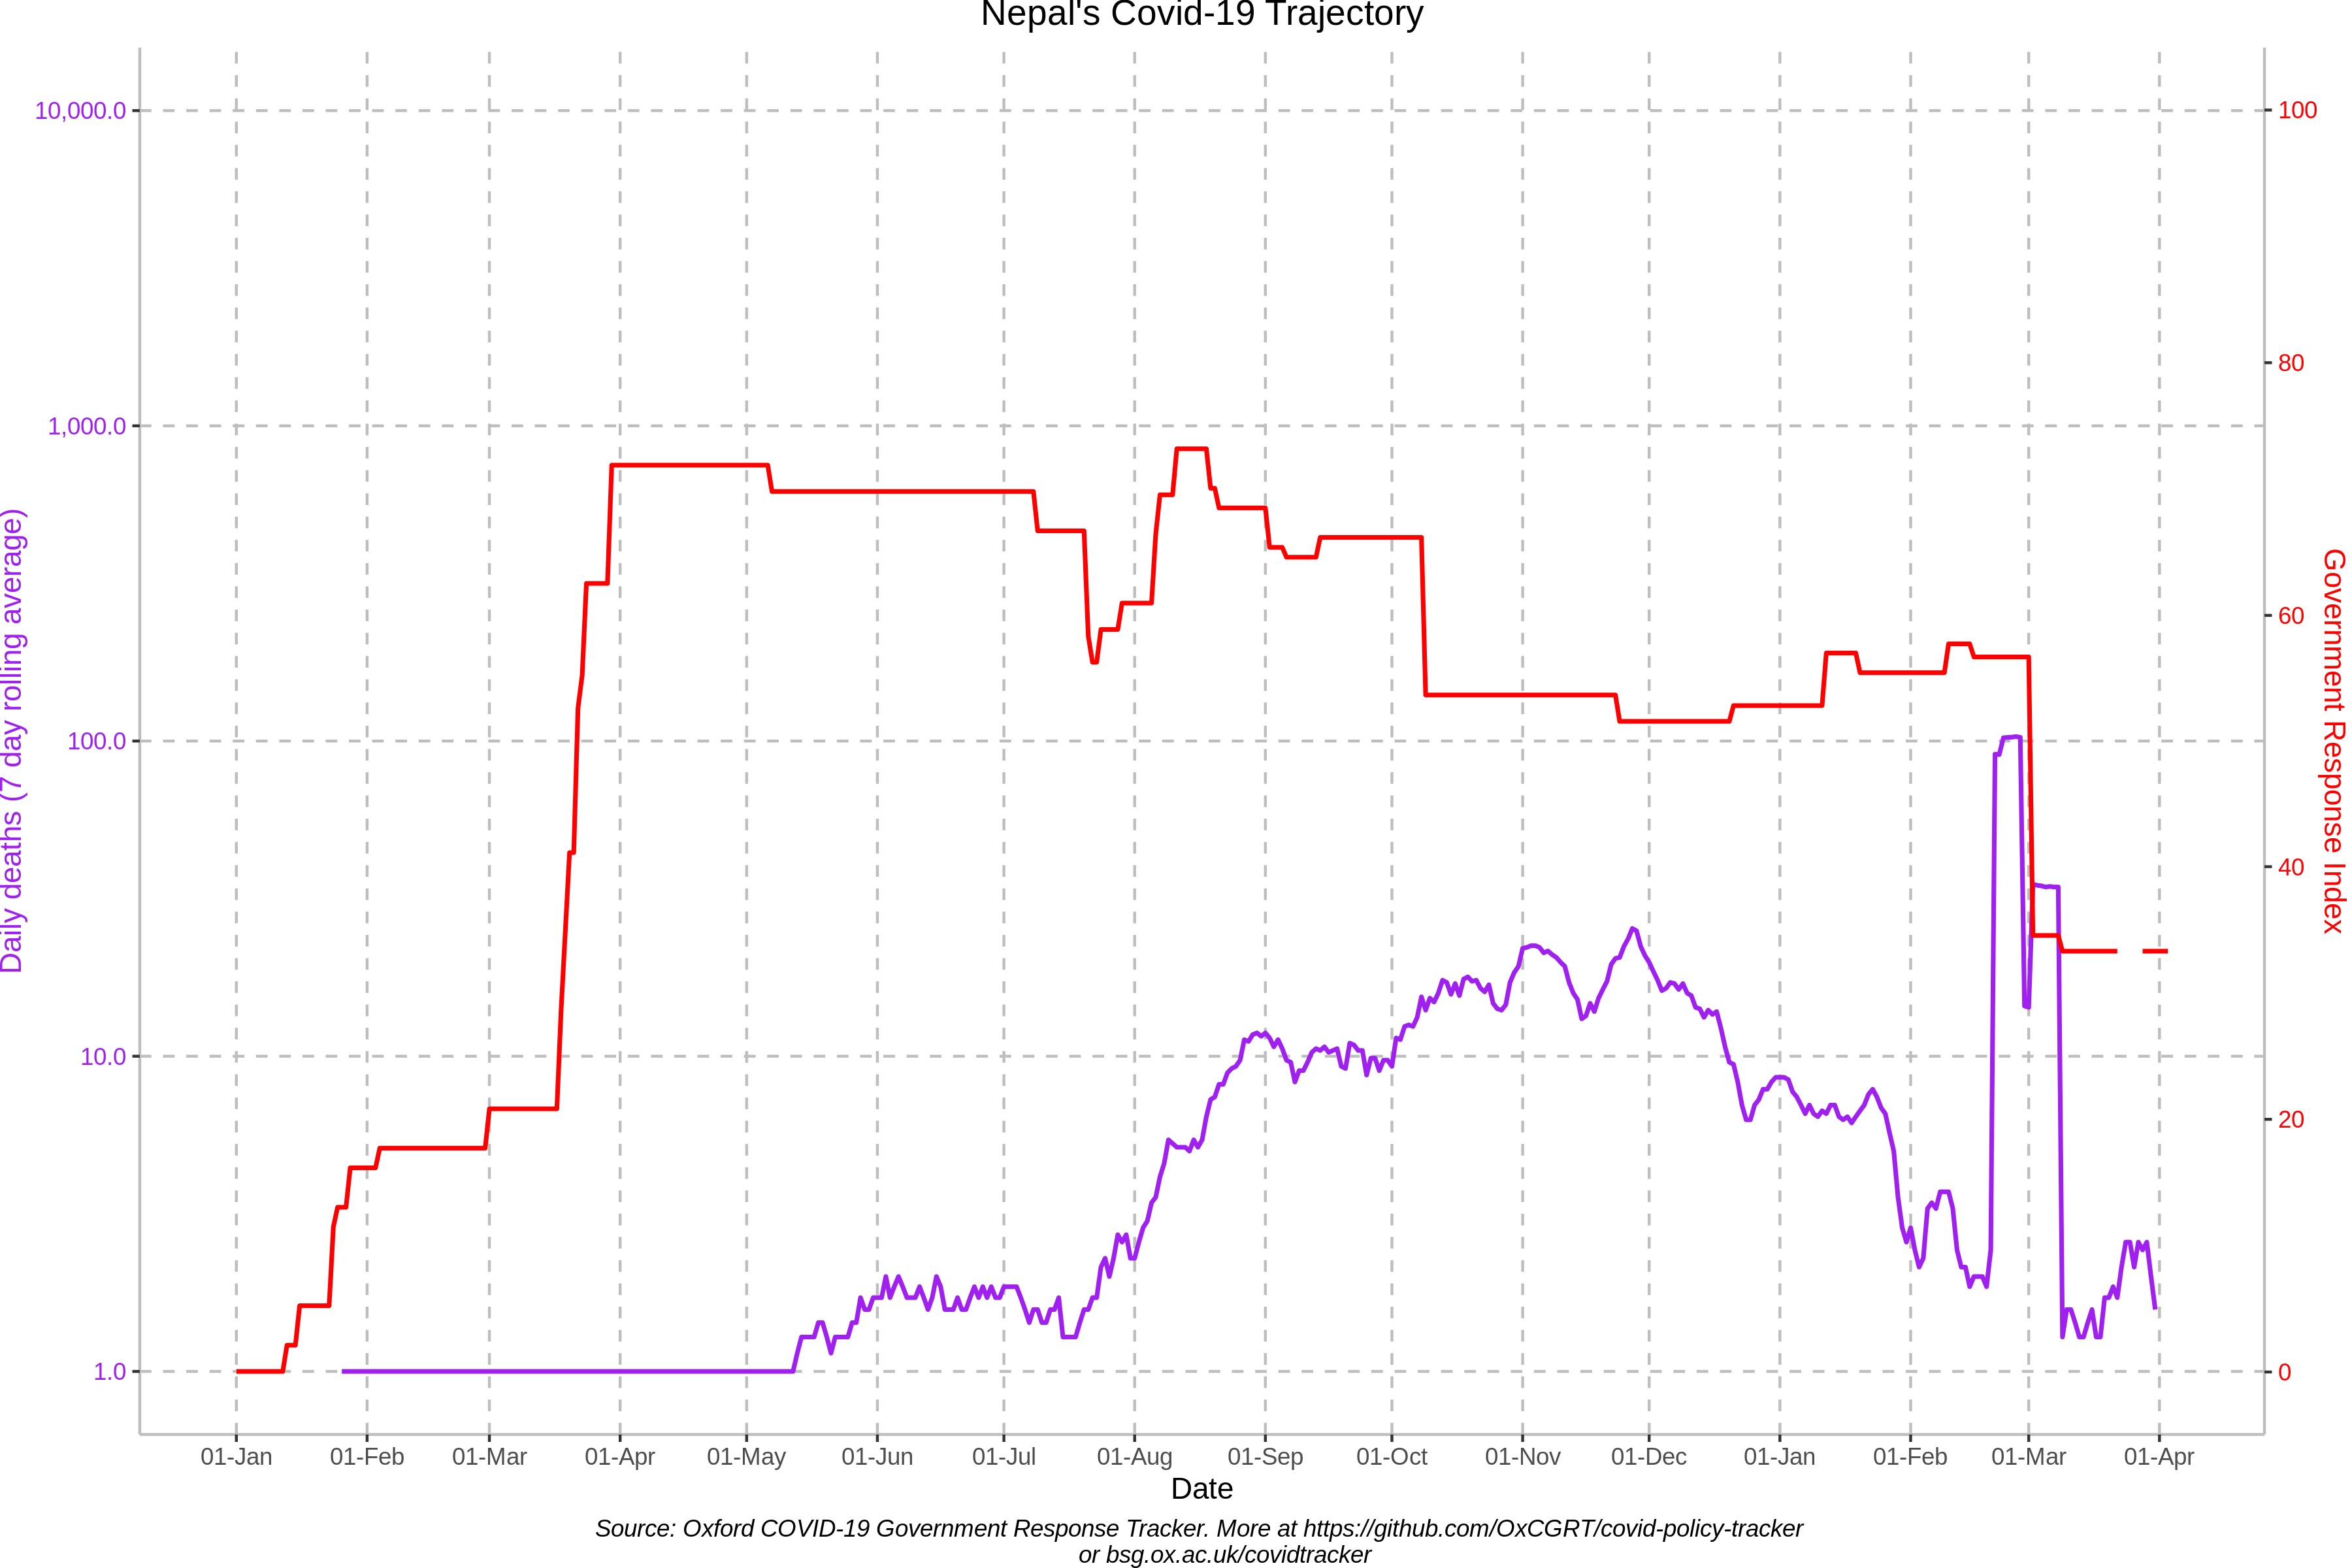 Nepal's Covid-19 Trajectory
10,000.0
1,000.0
100.0
10.0
1.0
Daily deaths (7 day rolling average)
100
80
60
40
20
0
Government Response Index
01-Jan 01-Feb 01-Mar 01-Apr 01-May 01-Jun 01-Jul 01-Aug 01-Sep 01-Oct 01-Nov 01-Dec 01-Jan 01-Feb 01-Mar 01-Apr
Date
Source: Oxford COVID-19 Government Response Tracker. More at https://github.com/OxCGRT/covid-policy-tracker
or bsg.ox.ac.uk/covidtracker